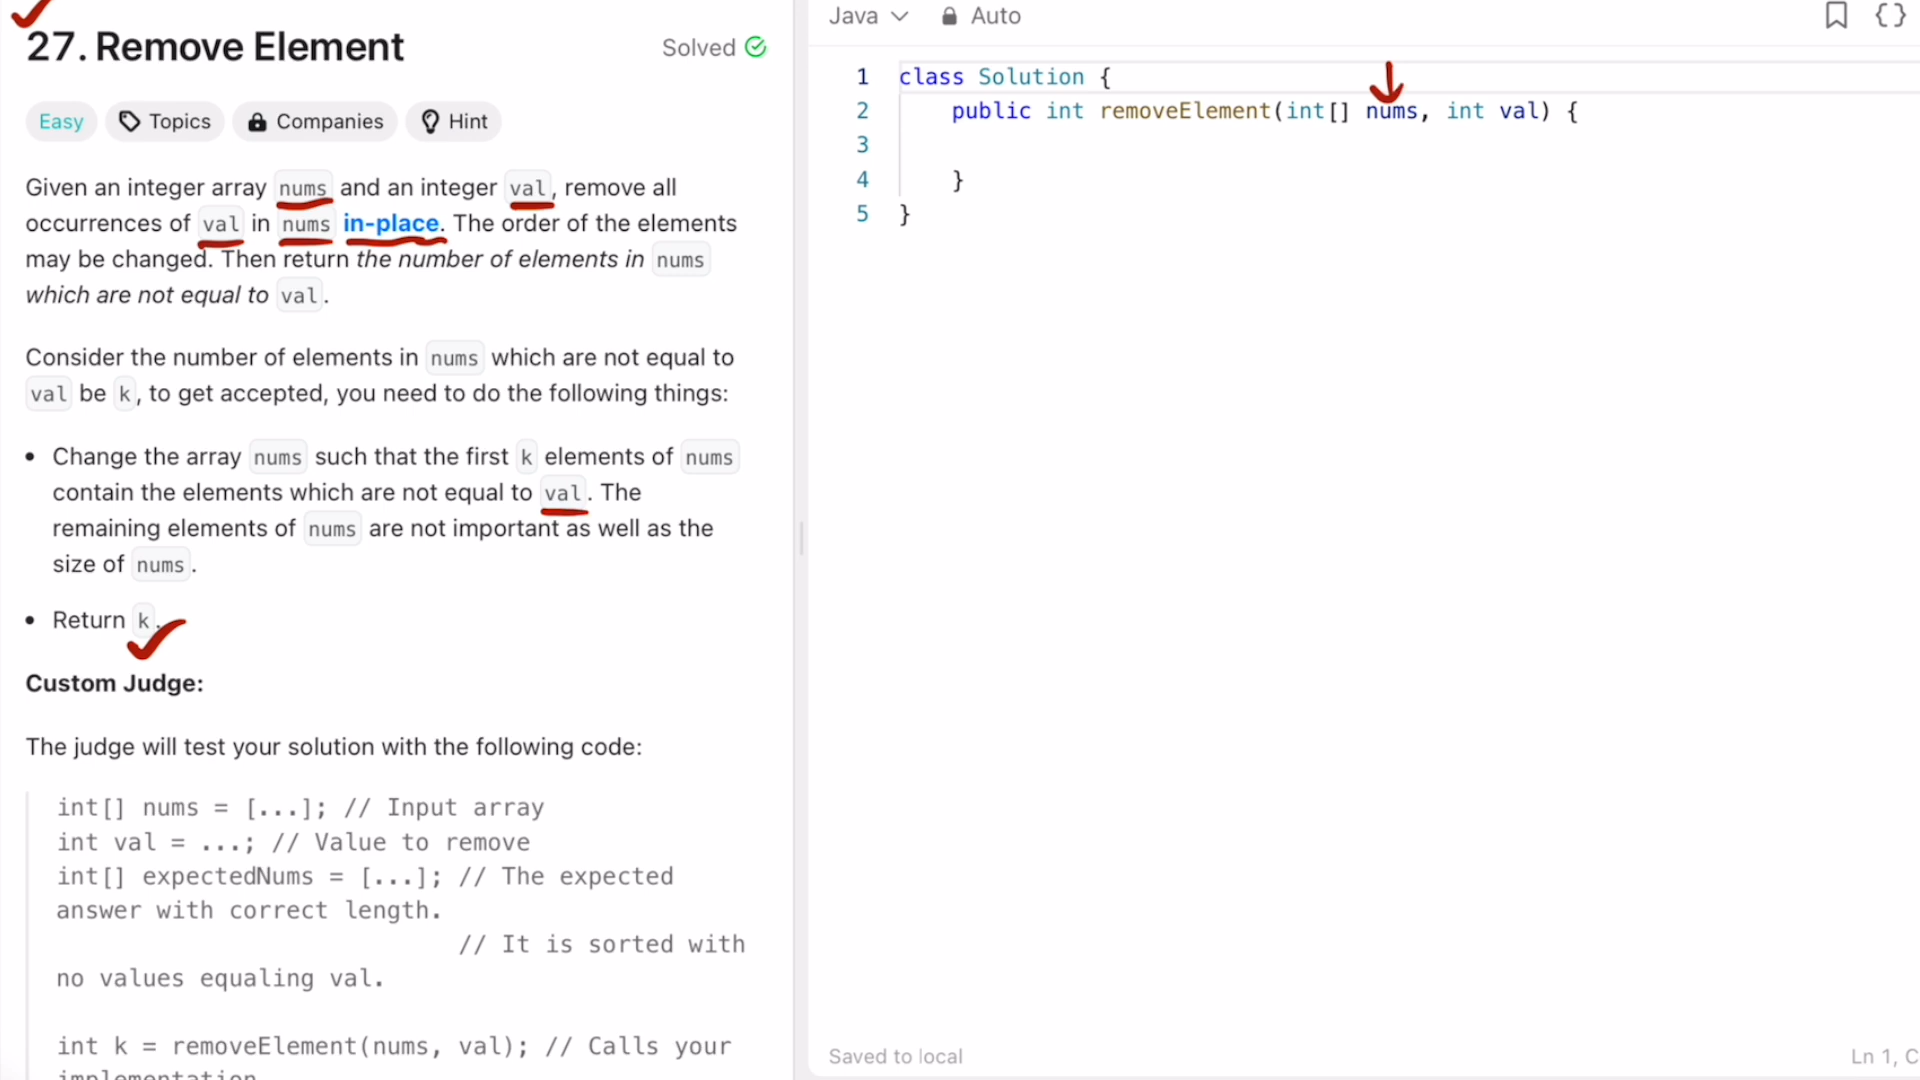 27. Remove Element
Solved
Easy Topics Companies Hint
Given an integer array nums and an integer val, remove all
occurrences of val in nums in-place. The order of the elements
may be changed. Then return the number of elements in nums
which are not equal to val.
Consider the number of elements in nums which are not equal to
val be k, to get accepted, you need to do the following things:
• Change the array nums such that the first k elements of nums
contain the elements which are not equal to val. The
remaining elements of nums are not important as well as the
size of nums.
• Return k.
Custom Judge:
The judge will test your solution with the following code:
int[] nums = [...]; // Input array
int val = ...; // Value to remove
int[] expectedNums = [...]; // The expected
answer with correct length.
// It is sorted with
no values equaling val.
int k = removeElement(nums, val); // Calls your
implementation
Java Auto
1 class Solution {
2 public int removeElement(int[] nums, int val) {
3
4 }
5 }
Saved to local
Ln 1, C